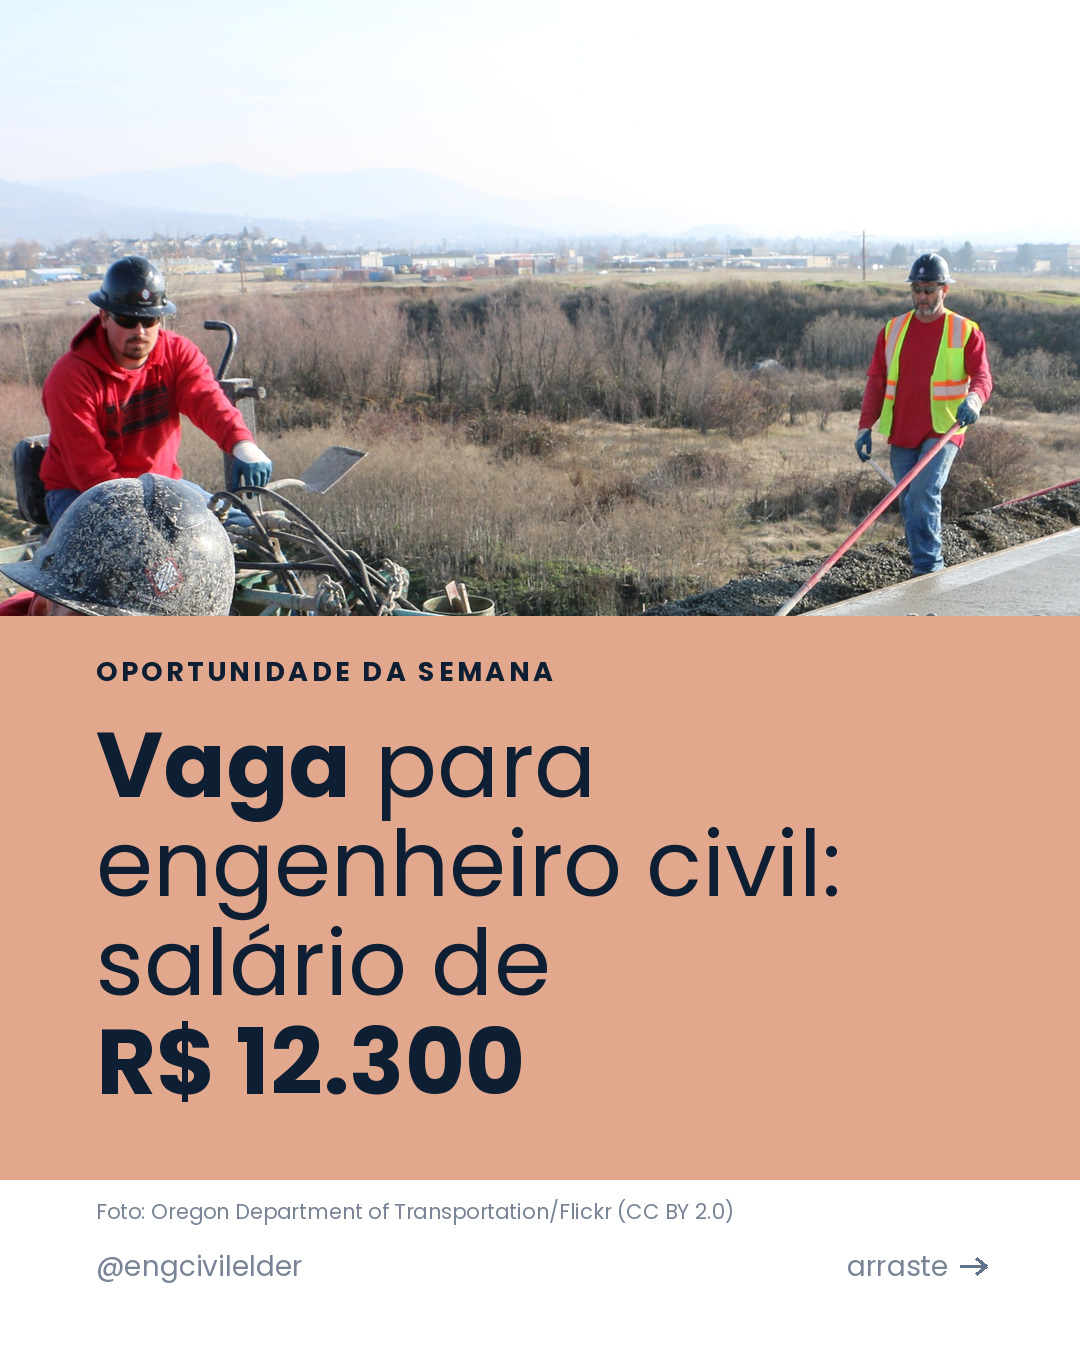 OPORTUNIDADE DA SEMANA
Vaga para
engenheiro civil:
salário de
R$ 12.300
Foto: Oregon Department of Transportation/Flickr (CC BY 2.0)
@engcivilelder
arraste →